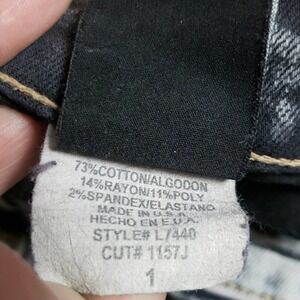 73%COTTON/ALGODON
14%RAYON/11%POLY
2%SPANDEX/ELASTANO
MADE IN U.S.A.
HECHO EN E.U.A.
STYLE# L7440
CUT# 1157J
1